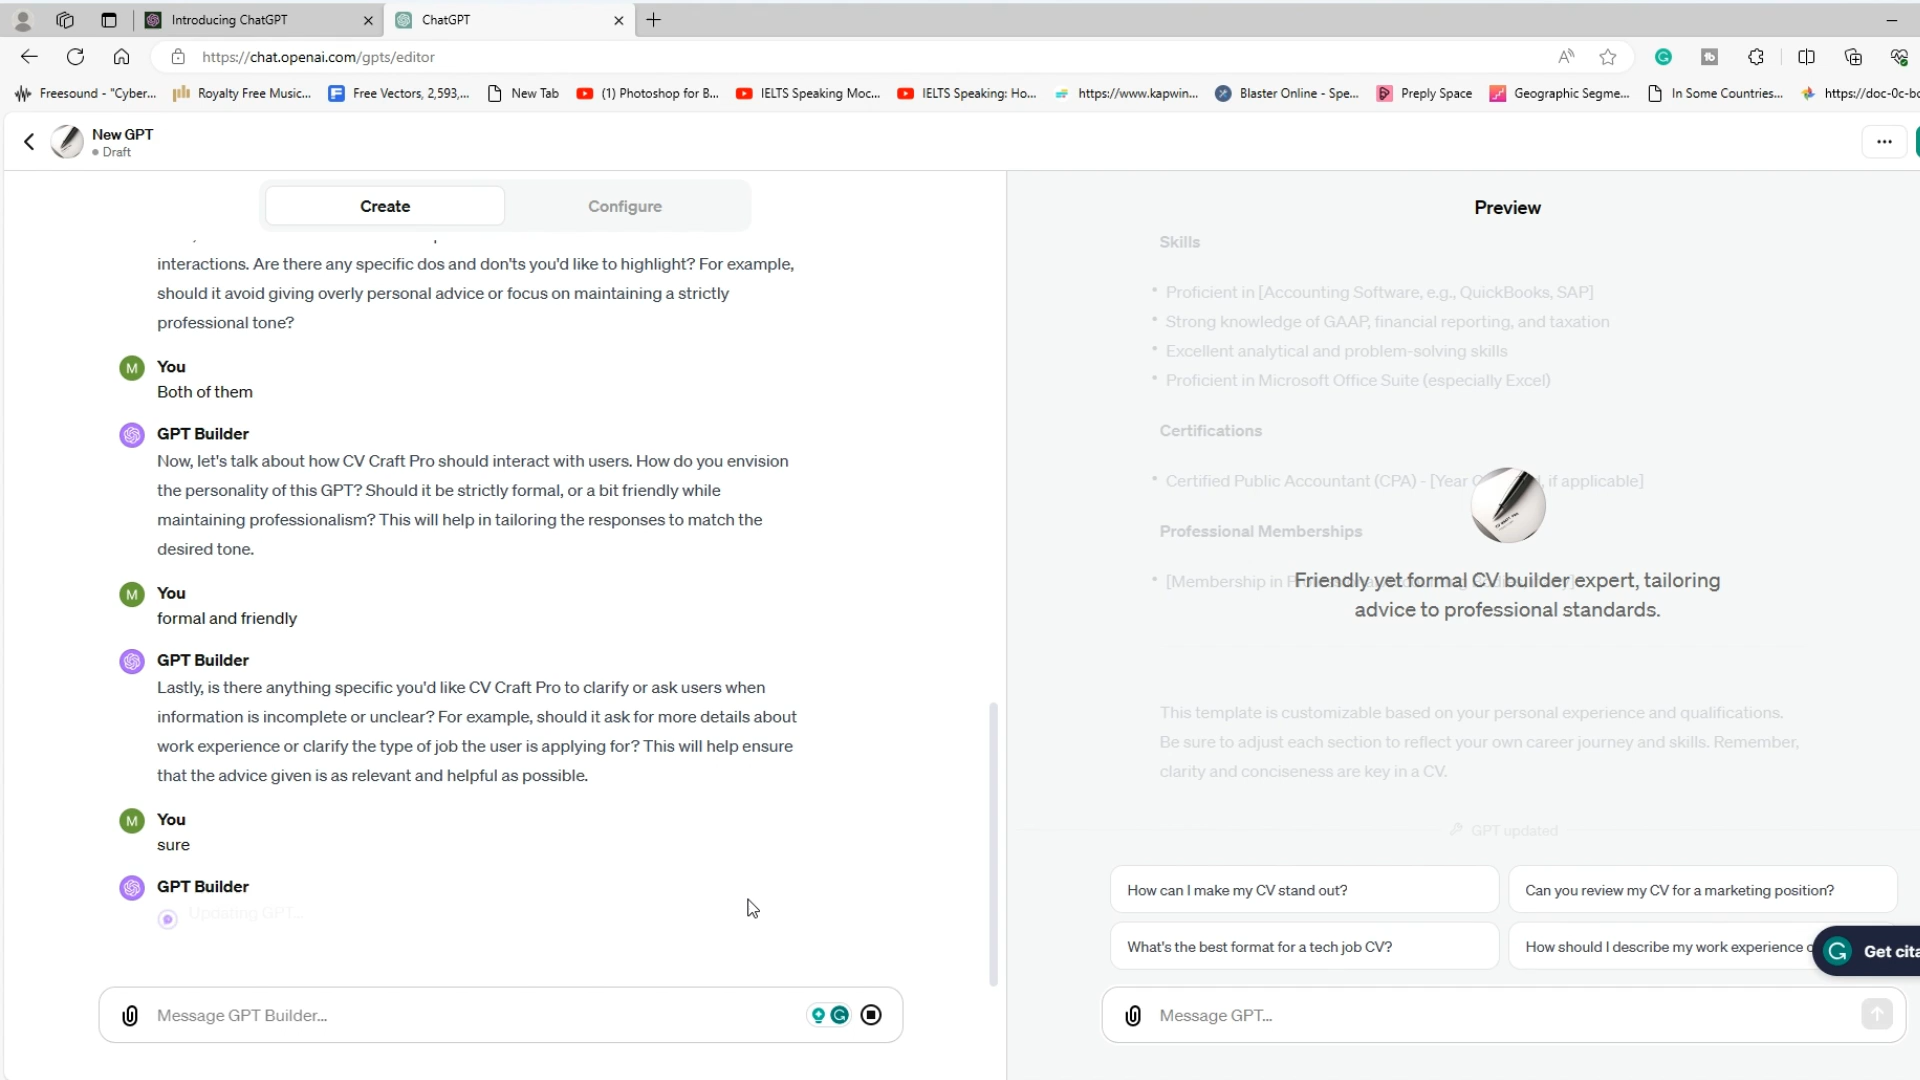 Introducing ChatGPT
ChatGPT
https://chat.openai.com/gpts/editor
Freesound - "Cyber...
Royalty Free Music...
Free Vectors, 2,593,...
New Tab
(1) Photoshop for B...
IELTS Speaking Moc...
IELTS Speaking: Ho...
https://www.kapwin...
Blaster Online - Spe...
Preply Space
Geographic Segme...
In Some Countries...
https://doc-0c-bc
New GPT
Draft
Create
Configure
interactions. Are there any specific dos and don'ts you'd like to highlight? For example,
should it avoid giving overly personal advice or focus on maintaining a strictly
professional tone?
M
You
Both of them
GPT Builder
Now, let's talk about how CV Craft Pro should interact with users. How do you envision
the personality of this GPT? Should it be strictly formal, or a bit friendly while
maintaining professionalism? This will help in tailoring the responses to match the
desired tone.
M
You
formal and friendly
GPT Builder
Lastly, is there anything specific you'd like CV Craft Pro to clarify or ask users when
information is incomplete or unclear? For example, should it ask for more details about
work experience or clarify the type of job the user is applying for? This will help ensure
that the advice given is as relevant and helpful as possible.
M
You
sure
GPT Builder
Updating GPT...
Message GPT Builder...
Preview
Skills
• Proficient in [Accounting Software, e.g., QuickBooks, SAP]
• Strong knowledge of GAAP, financial reporting, and taxation
• Excellent analytical and problem-solving skills
• Proficient in Microsoft Office Suite (especially Excel)
Certifications
• Certified Public Accountant (CPA) - [Year if applicable]
Professional Memberships
• [Membership in
Friendly yet formal CV builder expert, tailoring
advice to professional standards.
This template is customizable based on your personal experience and qualifications.
Be sure to adjust each section to reflect your own career journey and skills. Remember,
clarity and conciseness are key in a CV.
GPT updated
How can I make my CV stand out?
Can you review my CV for a marketing position?
What's the best format for a tech job CV?
How should I describe my work experience
Get cita
Message GPT...